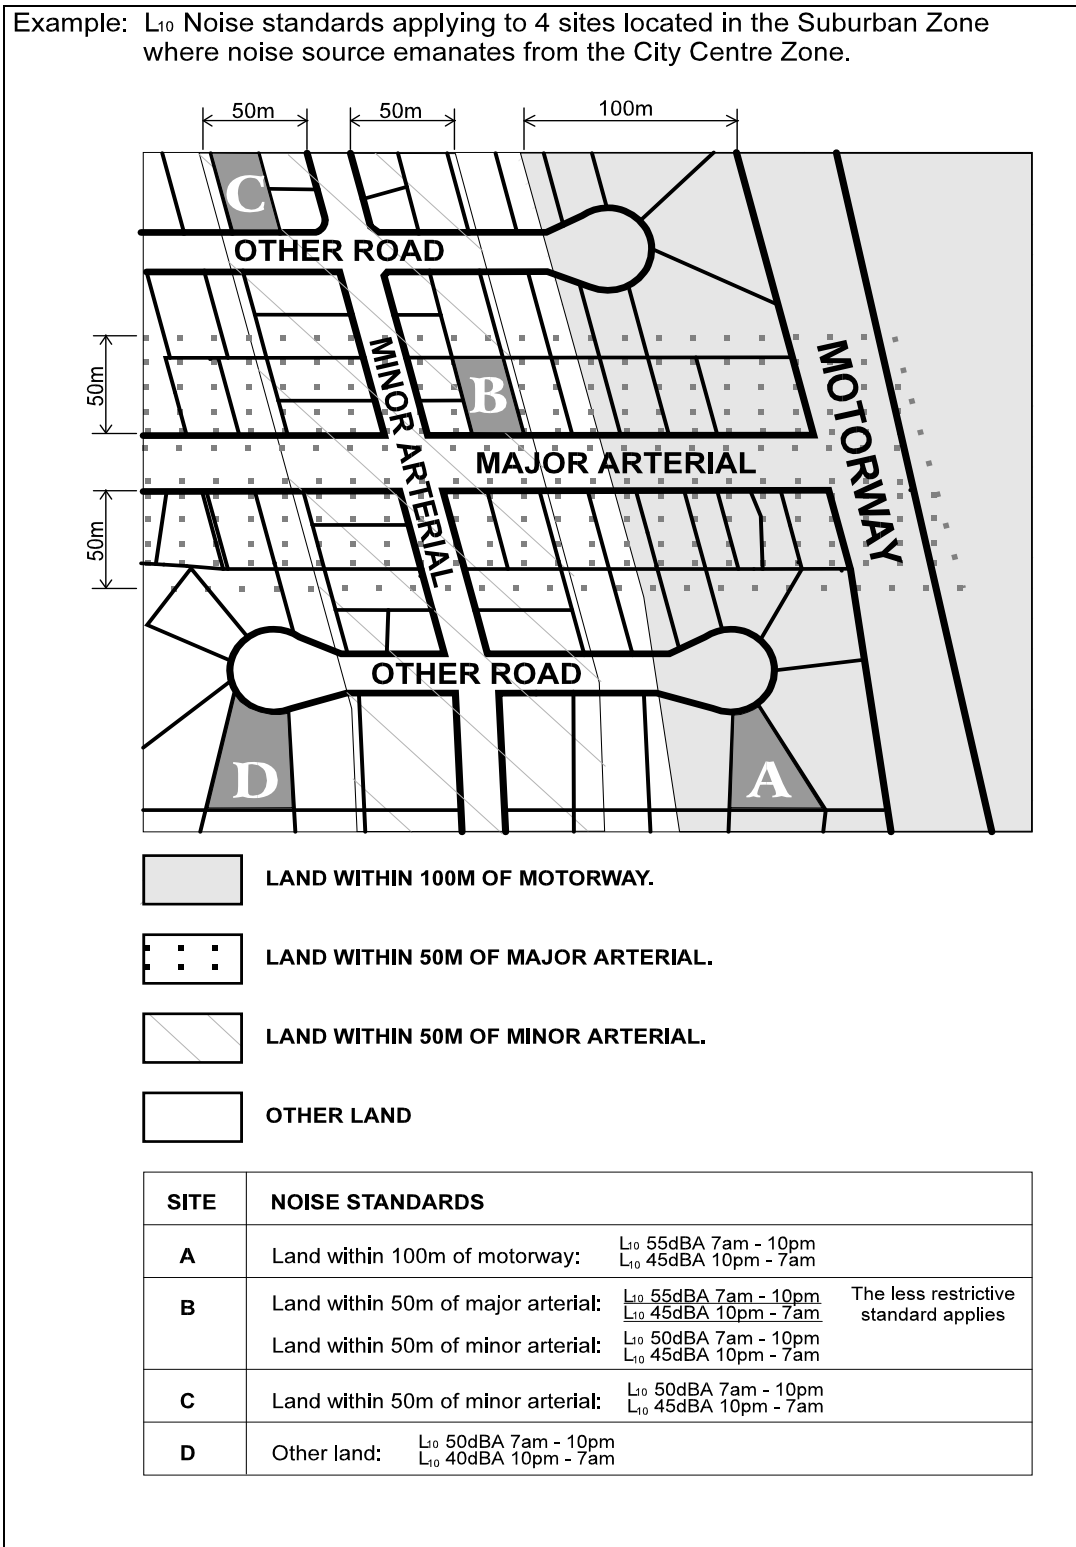 Example: L10 Noise standards applying to 4 sites located in the Suburban Zone
where noise source emanates from the City Centre Zone.
50m
50m
100m
C
OTHER ROAD
50m
MINOR ARTERIAL
B
MOTORWAY
MAJOR ARTERIAL
50m
OTHER ROAD
D
A
LAND WITHIN 100M OF MOTORWAY.
LAND WITHIN 50M OF MAJOR ARTERIAL.
LAND WITHIN 50M OF MINOR ARTERIAL.
OTHER LAND
SITE NOISE STANDARDS
A Land within 100m of motorway: L10 55dBA 7am - 10pm
L10 45dBA 10pm - 7am
B Land within 50m of major arterial: L10 55dBA 7am - 10pm The less restrictive
L10 45dBA 10pm - 7am standard applies
Land within 50m of minor arterial: L10 50dBA 7am - 10pm
L10 45dBA 10pm - 7am
C Land within 50m of minor arterial: L10 50dBA 7am - 10pm
L10 45dBA 10pm - 7am
D Other land: L10 50dBA 7am - 10pm
L10 40dBA 10pm - 7am